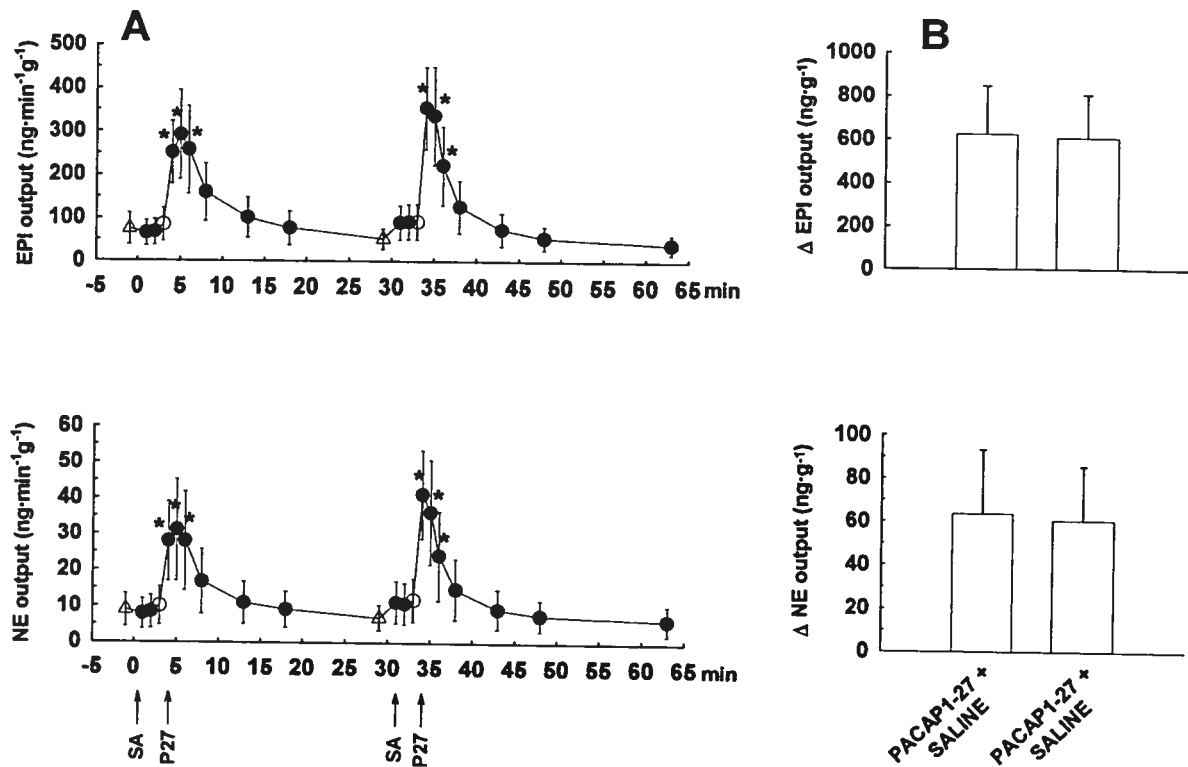 A
EPI output (ng·min⁻¹g⁻¹)
500
400
300
200
100
0
-5 0 5 10 15 20 25 30 35 40 45 50 55 60 65 min
* * * * * *
B
Δ EPI output (ng·g⁻¹)
1000
800
600
400
200
0
NE output (ng·min⁻¹g⁻¹)
60
50
40
30
20
10
0
-5 0 5 10 15 20 25 30 35 40 45 50 55 60 65 min
* * * * * *
SA
P27
SA
P27
Δ NE output (ng·g⁻¹)
100
80
60
40
20
0
PACAP1-27 +
SALINE
PACAP1-27 +
SALINE